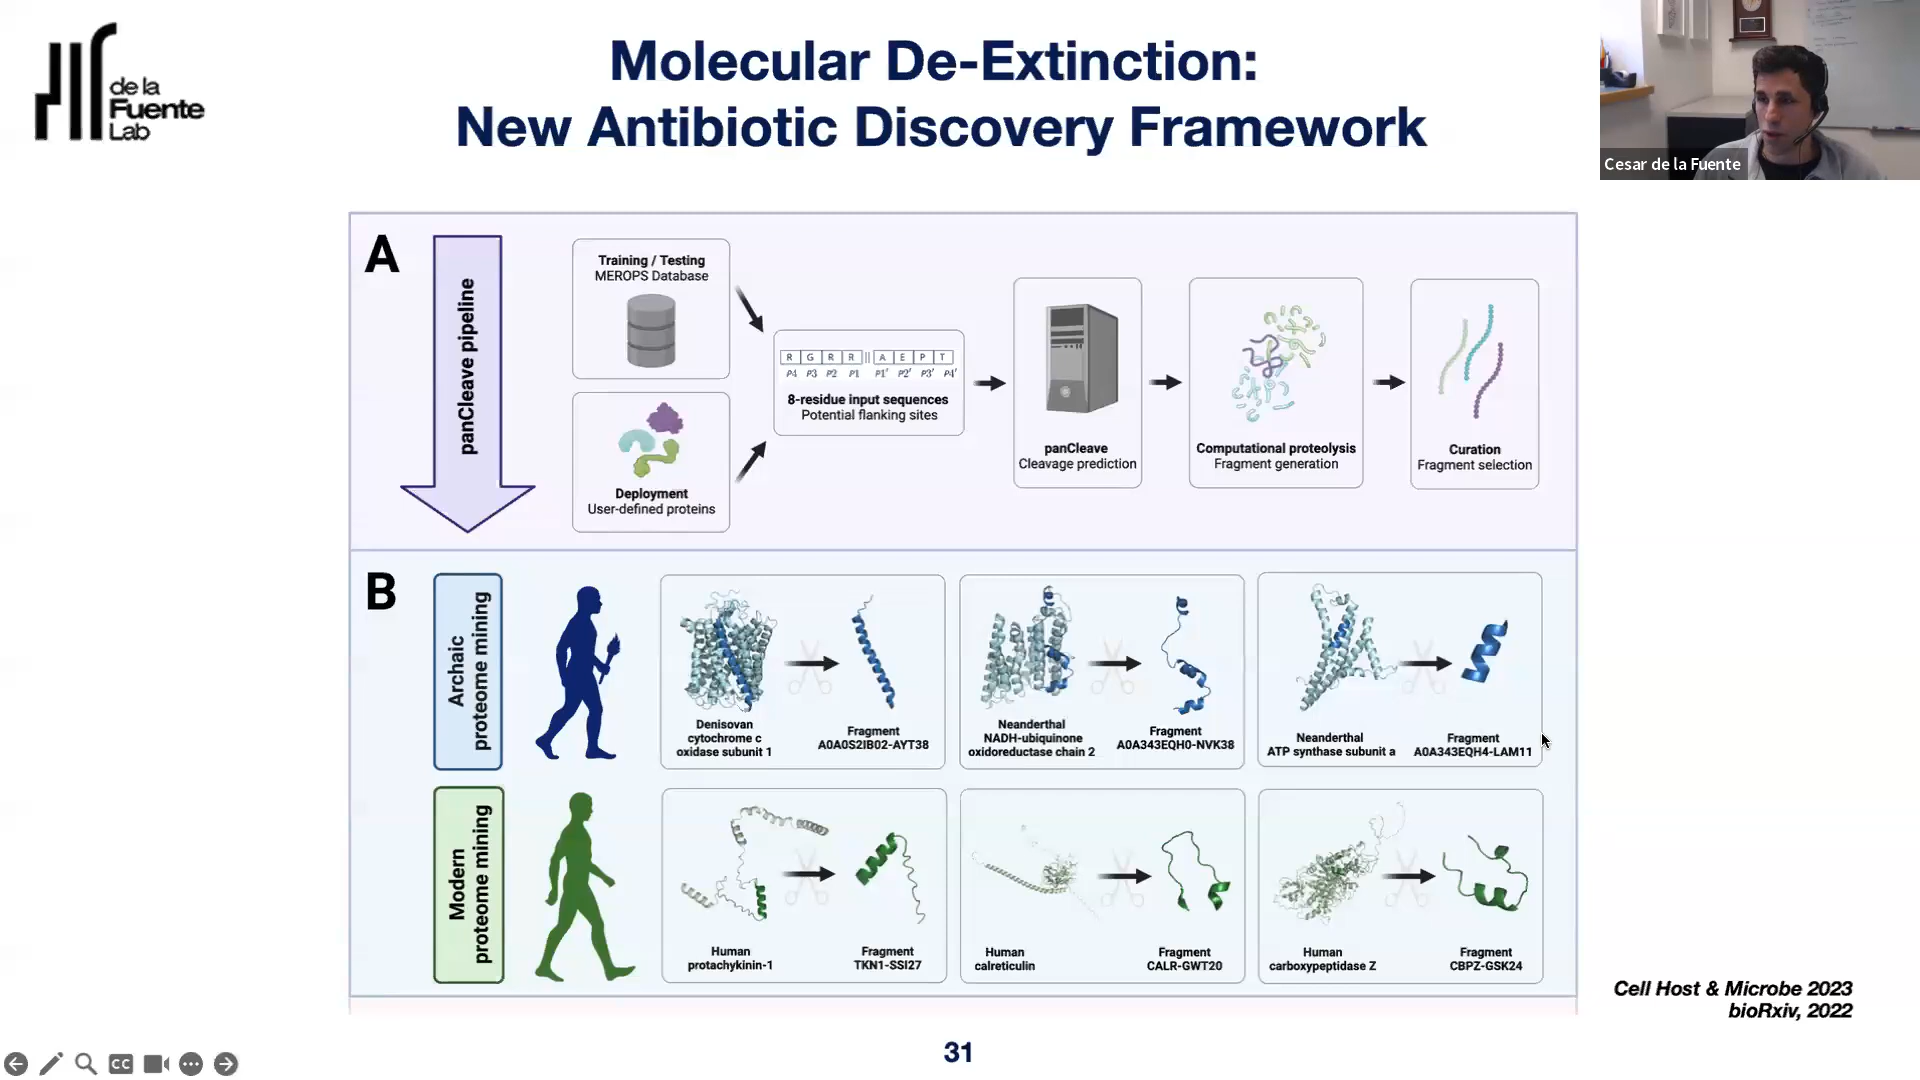 de la
Fuente
Lab
Molecular De-Extinction:
New Antibiotic Discovery Framework
Cesar de la Fuente
A
panCleave pipeline
Training / Testing
MEROPS Database
Deployment
User-defined proteins
R G R R || A E P T
P4 P3 P2 P1 P1' P2' P3' P4'
8-residue input sequences
Potential flanking sites
panCleave
Cleavage prediction
Computational proteolysis
Fragment generation
Curation
Fragment selection
B
Archaic
proteome mining
Denisovan
cytochrome c
oxidase subunit 1
Fragment
A0A0S2IB02-AYT38
Neanderthal
NADH-ubiquinone
oxidoreductase chain 2
Fragment
A0A343EQH0-NVK38
Neanderthal
ATP synthase subunit a
Fragment
A0A343EQH4-LAM11
Modern
proteome mining
Human
protachykinin-1
Fragment
TKN1-SSI27
Human
calreticulin
Fragment
CALR-GWT20
Human
carboxypeptidase Z
Fragment
CBPZ-GSK24
Cell Host & Microbe 2023
bioRxiv, 2022
31
CC